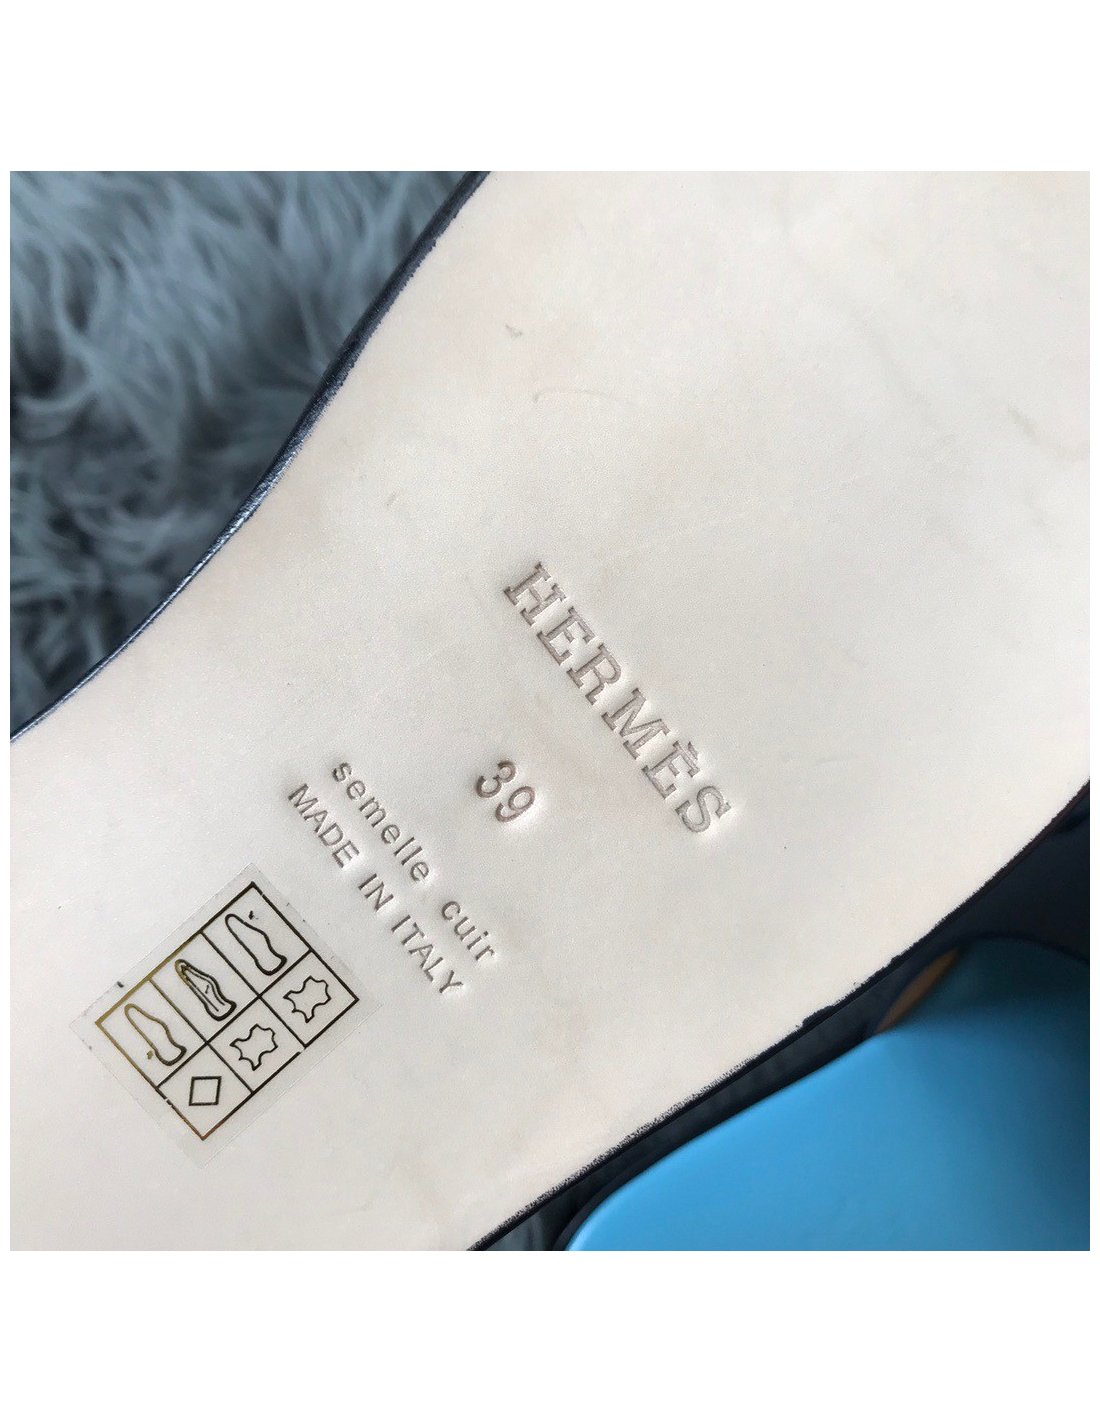 HERMÈS
39
semelle cuir
MADE IN ITALY